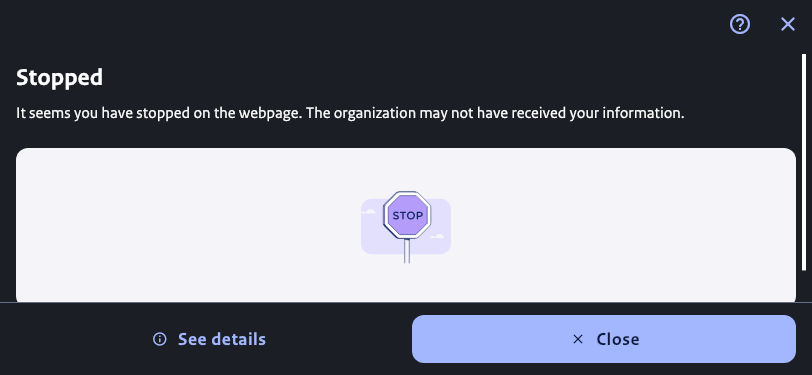 Stopped
It seems you have stopped on the webpage. The organization may not have received your information.
STOP
See details
Close